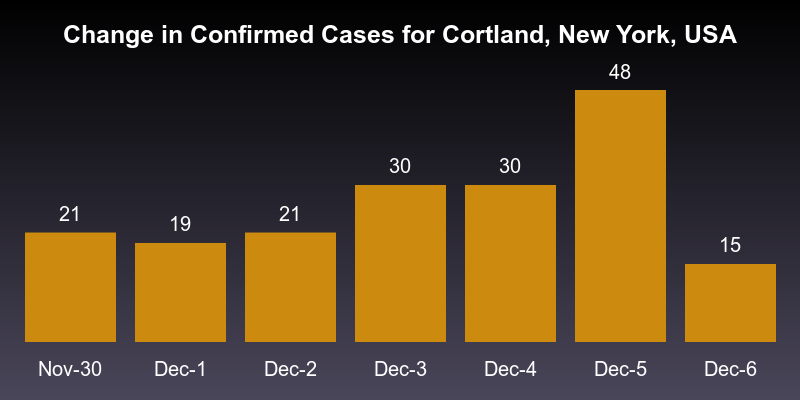 Change in Confirmed Cases for Cortland, New York, USA
48
30
30
21
19
21
15
Nov-30
Dec-1
Dec-2
Dec-3
Dec-4
Dec-5
Dec-6